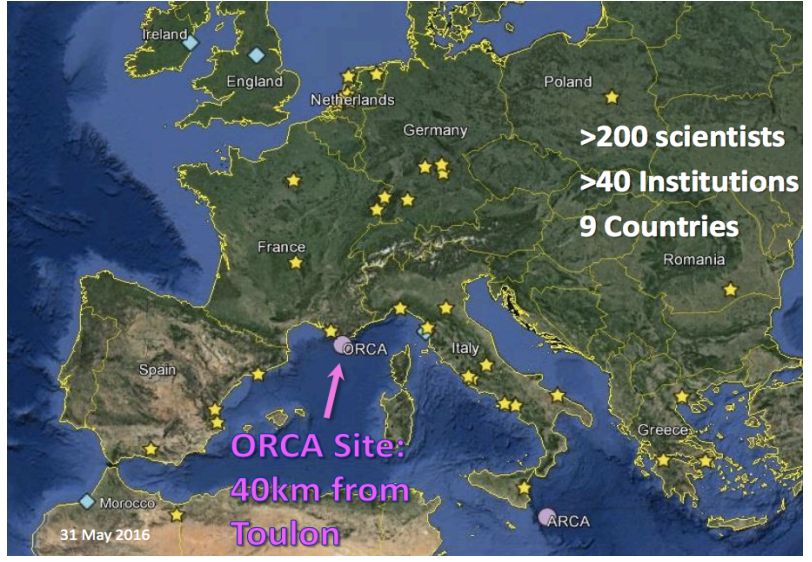 Ireland
England
Netherlands
Poland
Germany
>200 scientists
>40 Institutions
9 Countries
France
Romania
ORCA
Italy
Spain
Greece
ORCA Site:
40km from
Toulon
Morocco
ARCA
31 May 2016